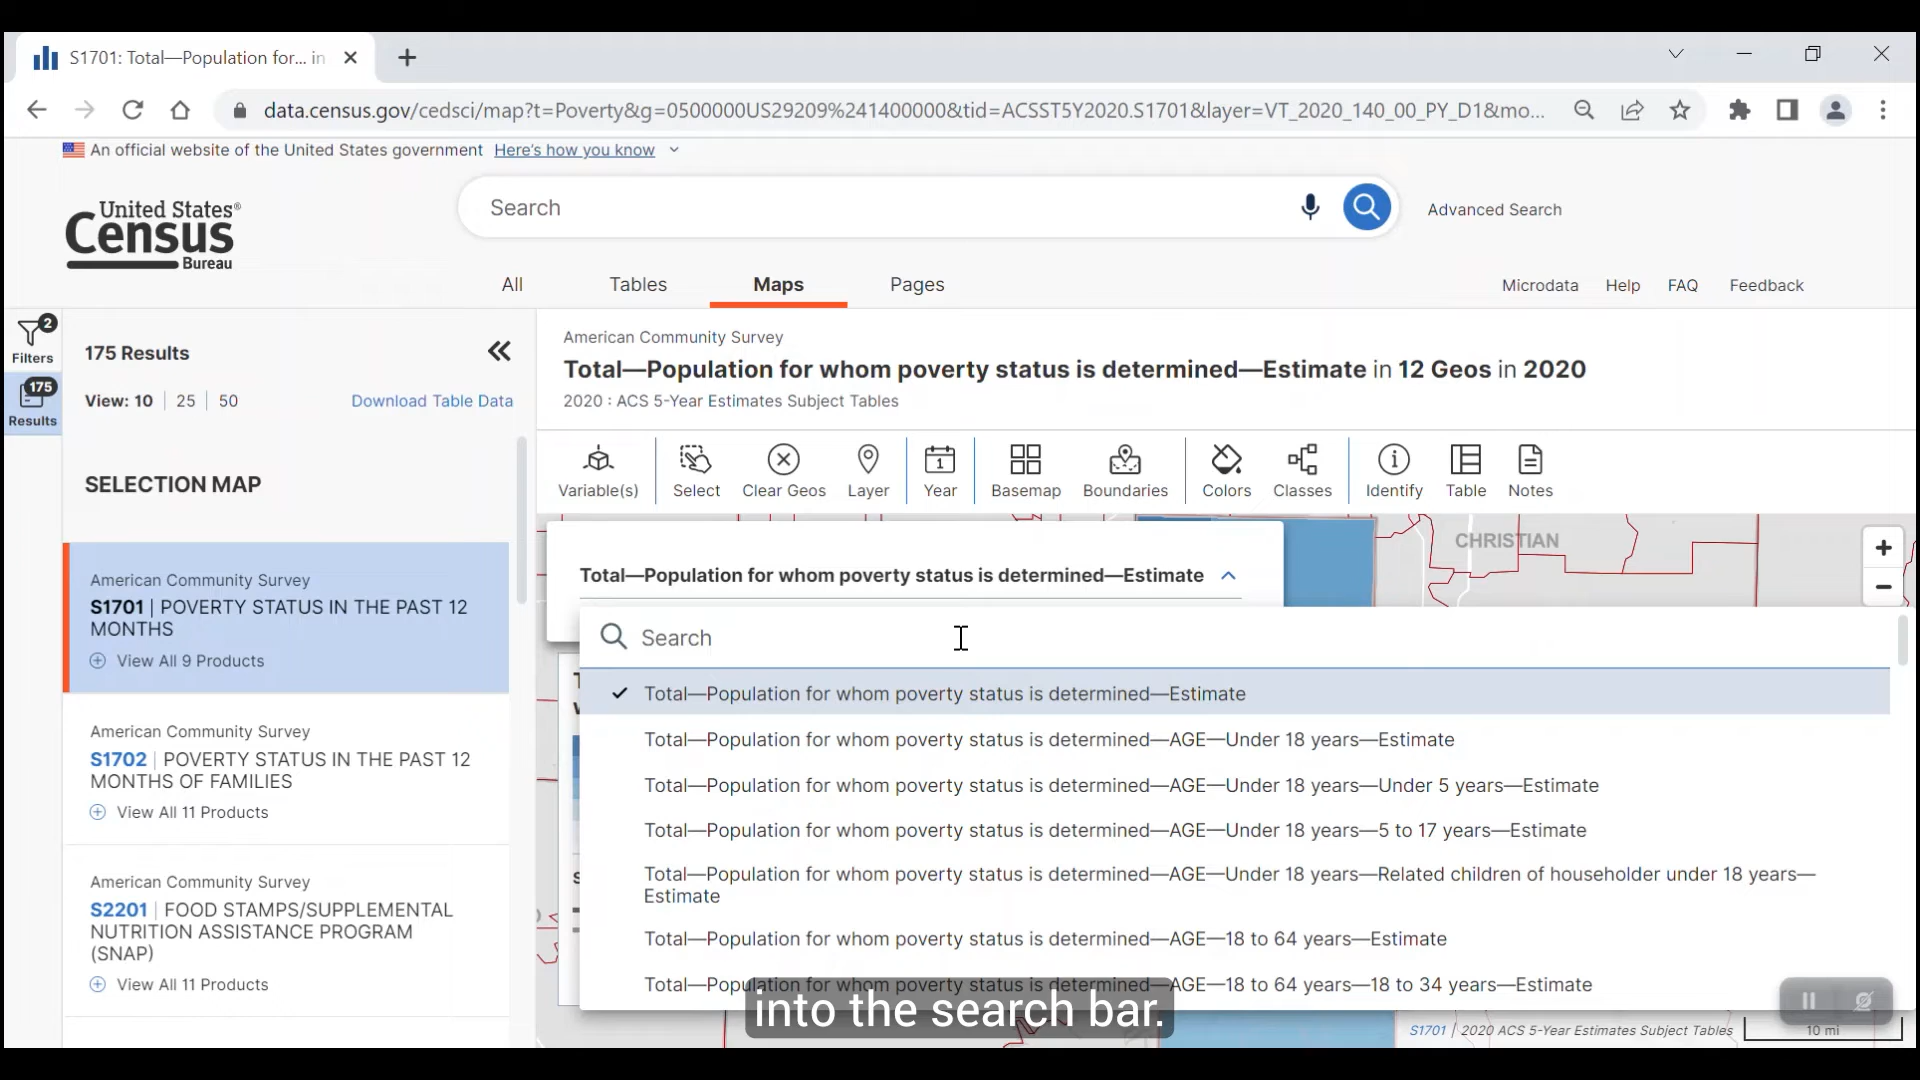 S1701: Total—Population for... in
data.census.gov/cedsci/map?t=Poverty&g=0500000US29209%241400000&tid=ACSST5Y2020.S1701&layer=VT_2020_140_00_PY_D1&mo...
An official website of the United States government Here's how you know
United States®
Census
Bureau
Search
Advanced Search
All Tables Maps Pages
Microdata Help FAQ Feedback
2
Filters
175
Results
175 Results
View: 10 | 25 | 50 Download Table Data
SELECTION MAP
American Community Survey
S1701 | POVERTY STATUS IN THE PAST 12
MONTHS
View All 9 Products
American Community Survey
S1702 | POVERTY STATUS IN THE PAST 12
MONTHS OF FAMILIES
View All 11 Products
American Community Survey
S2201 | FOOD STAMPS/SUPPLEMENTAL
NUTRITION ASSISTANCE PROGRAM
(SNAP)
View All 11 Products
American Community Survey
Total—Population for whom poverty status is determined—Estimate in 12 Geos in 2020
2020 : ACS 5-Year Estimates Subject Tables
Variable(s) Select Clear Geos Layer 1 Year Basemap Boundaries Colors Classes Identify Table Notes
CHRISTIAN
+
−
Total—Population for whom poverty status is determined—Estimate
Search
Total—Population for whom poverty status is determined—Estimate
Total—Population for whom poverty status is determined—AGE—Under 18 years—Estimate
Total—Population for whom poverty status is determined—AGE—Under 18 years—Under 5 years—Estimate
Total—Population for whom poverty status is determined—AGE—Under 18 years—5 to 17 years—Estimate
Total—Population for whom poverty status is determined—AGE—Under 18 years—Related children of householder under 18 years—
Estimate
Total—Population for whom poverty status is determined—AGE—18 to 64 years—Estimate
Total—Population for whom poverty status is determined—AGE—18 to 64 years—18 to 34 years—Estimate
into the search bar.
S1701 | 2020 ACS 5-Year Estimates Subject Tables
10 mi